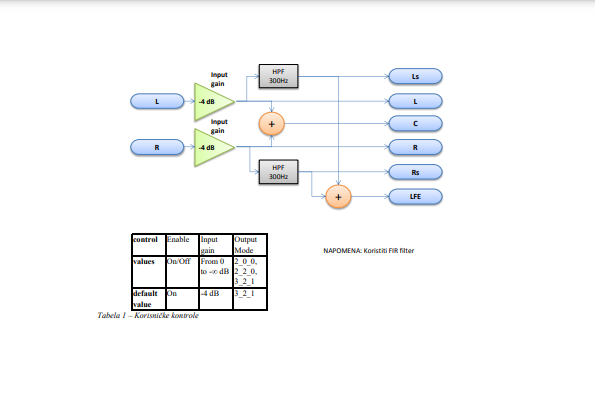 Input
gain
HPF
300Hz
Ls
L
-4 dB
L
Input
gain
+
C
R
-4 dB
R
HPF
300Hz
Rs
+
LFE
control Enable Input gain Output Mode
values On/Off From 0 to -∞ dB 2_0_0, 2_2_0, 3_2_1
default value On -4 dB 3_2_1
NAPOMENA: Koristiti FIR filter
Tabela 1 – Korisničke kontrole